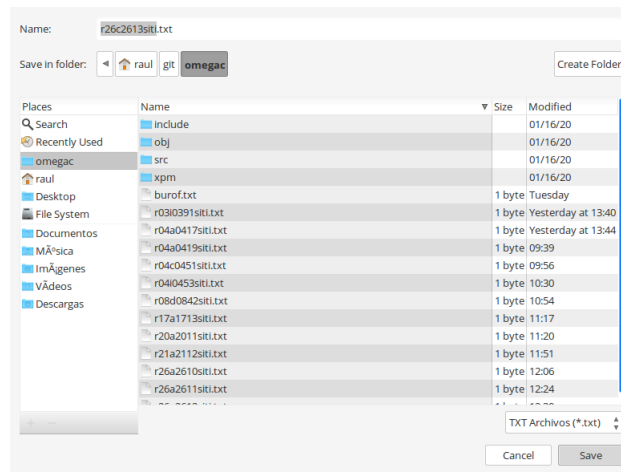 Name: r26c2613siti.txt
Save in folder: raul git omegac Create Folder
Places Name Size Modified
Search include 01/16/20
Recently Used obj 01/16/20
omegac src 01/16/20
raul xpm 01/16/20
Desktop burof.txt 1 byte Tuesday
File System r03i0391siti.txt 1 byte Yesterday at 13:40
Documentos r04a0417siti.txt 1 byte Yesterday at 13:44
MÃºsica r04a0419siti.txt 1 byte 09:39
ImÃ¡genes r04c0451siti.txt 1 byte 09:56
VÃ­deos r04i0453siti.txt 1 byte 10:30
Descargas r08d0842siti.txt 1 byte 10:54
r17a1713siti.txt 1 byte 11:17
r20a2011siti.txt 1 byte 11:20
r21a2112siti.txt 1 byte 11:51
r26a2610siti.txt 1 byte 12:06
r26a2611siti.txt 1 byte 12:24
TXT Archivos (*.txt)
Cancel Save